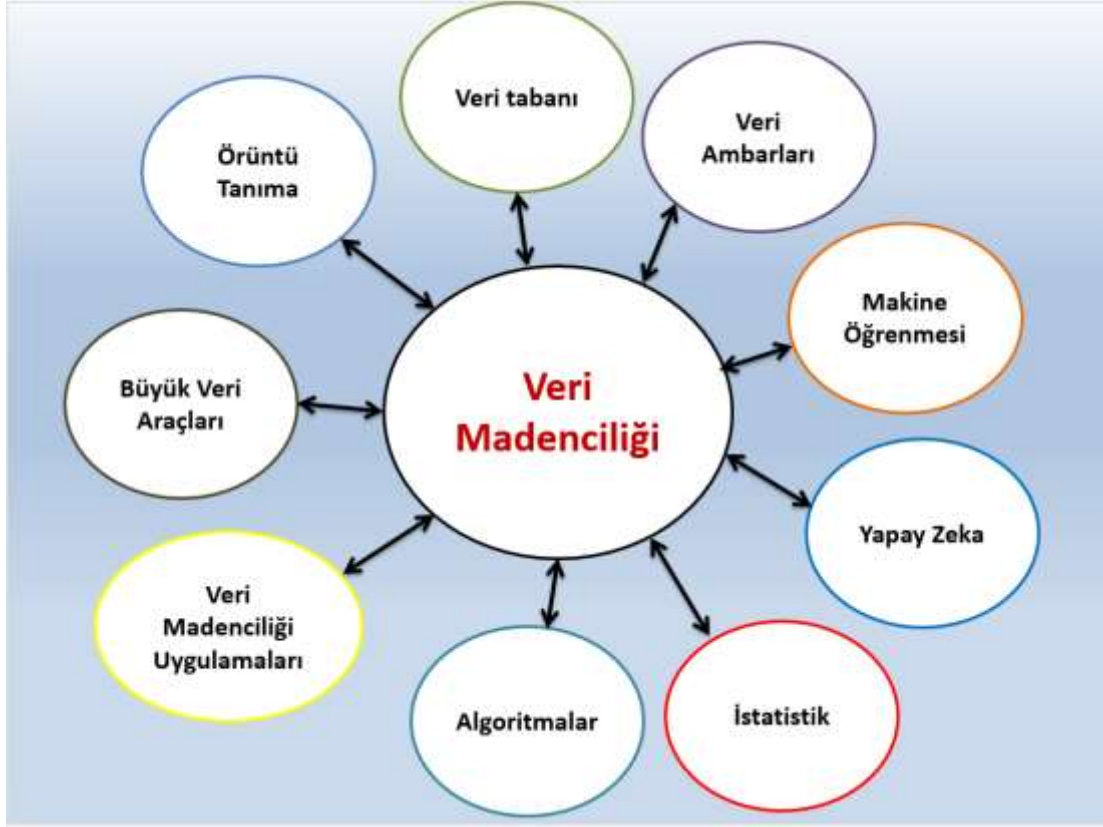 Veri tabanı
Veri
Ambarları
Örüntü
Tanıma
Makine
Öğrenmesi
Büyük Veri
Araçları
Veri
Madenciliği
Yapay Zeka
Veri
Madenciliği
Uygulamaları
Algoritmalar
İstatistik